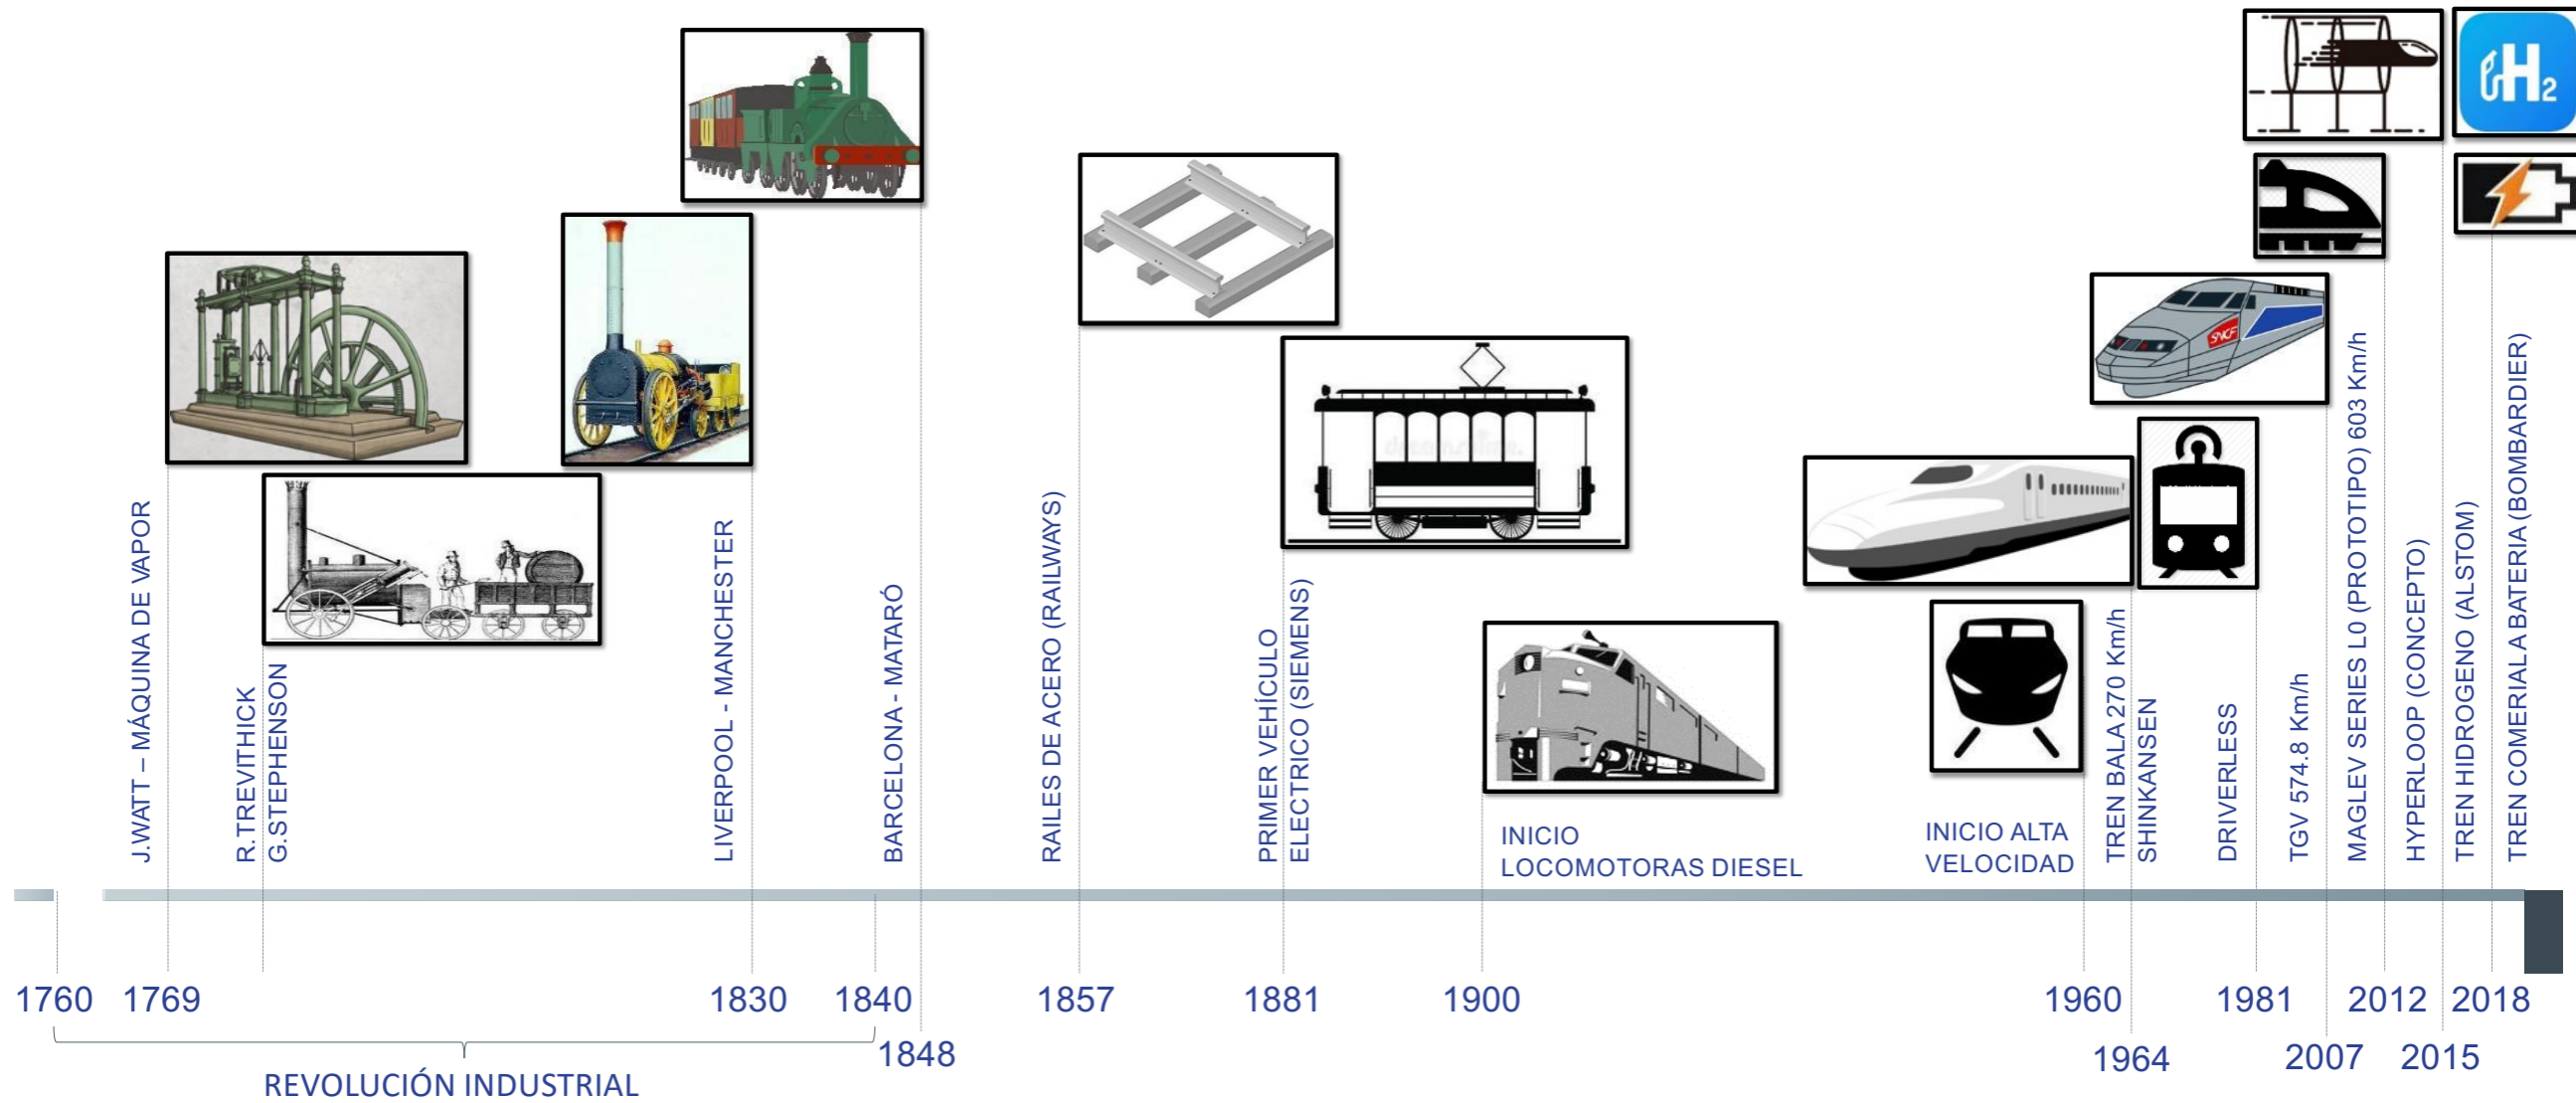 H2
SNCF
dreamstime.
J.WATT – MÁQUINA DE VAPOR
R.TREVITHICK
G.STEPHENSON
LIVERPOOL - MANCHESTER
BARCELONA - MATARÓ
RAILES DE ACERO (RAILWAYS)
PRIMER VEHÍCULO
ELECTRICO (SIEMENS)
INICIO
LOCOMOTORAS DIESEL
INICIO ALTA
VELOCIDAD
TREN BALA 270 Km/h
SHINKANSEN
DRIVERLESS
TGV 574.8 Km/h
MAGLEV SERIES L0 (PROTOTIPO) 603 Km/h
HYPERLOOP (CONCEPTO)
TREN HIDROGENO (ALSTOM)
TREN COMERIAL A BATERIA (BOMBARDIER)
1760
1769
1830
1840
1848
1857
1881
1900
1960
1964
1981
2007
2012
2015
2018
REVOLUCIÓN INDUSTRIAL